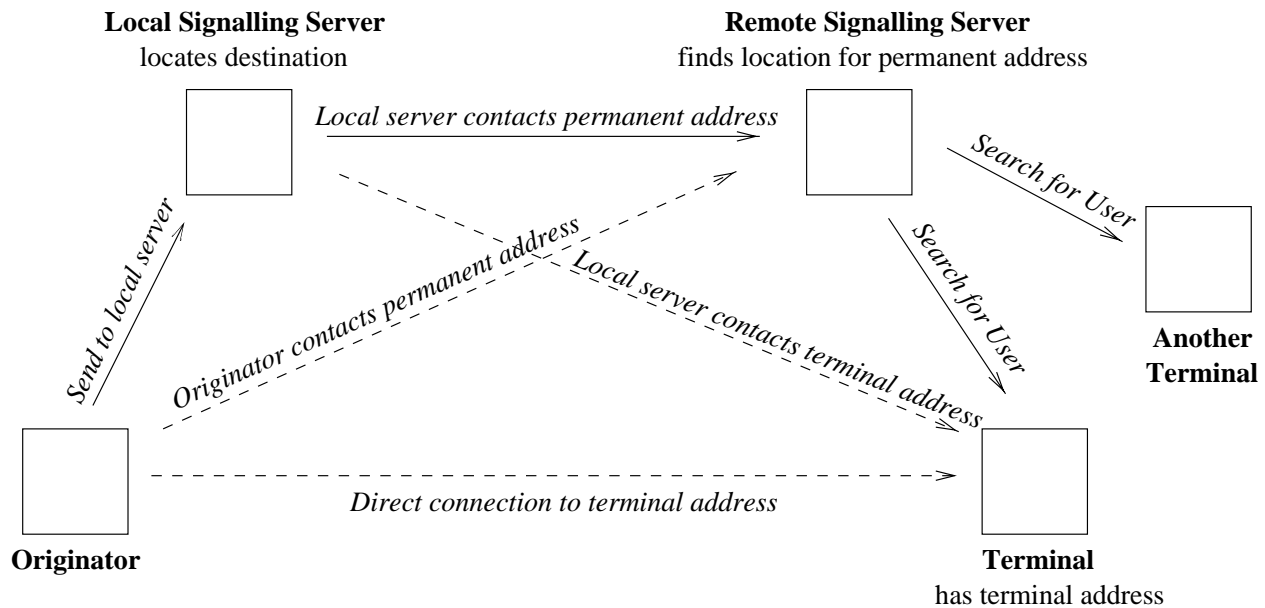 Local Signalling Server
locates destination
Remote Signalling Server
finds location for permanent address
Local server contacts permanent address
Search for User
Send to local server
Originator contacts permanent address
Local server contacts terminal address
Search for User
Another
Terminal
Direct connection to terminal address
Originator
Terminal
has terminal address